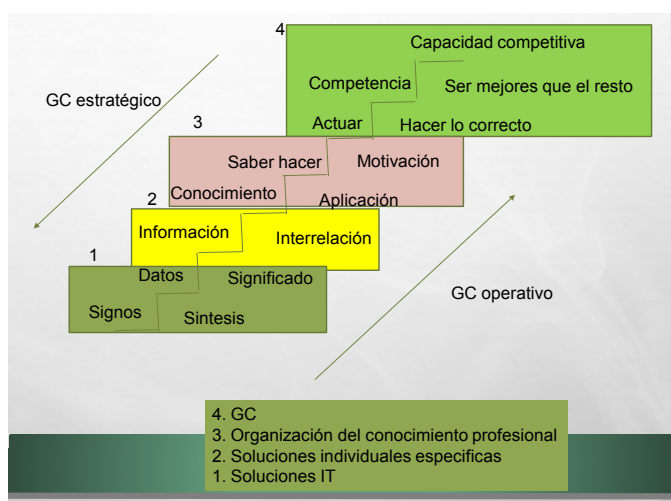 4
Capacidad competitiva
Competencia
Ser mejores que el resto
GC estratégico
Actuar
Hacer lo correcto
3
Saber hacer
Motivación
Conocimiento
Aplicación
2
Información
Interrelación
1
Datos
Significado
GC operativo
Signos
Sintesis
4. GC
3. Organización del conocimiento profesional
2. Soluciones individuales especificas
1. Soluciones IT